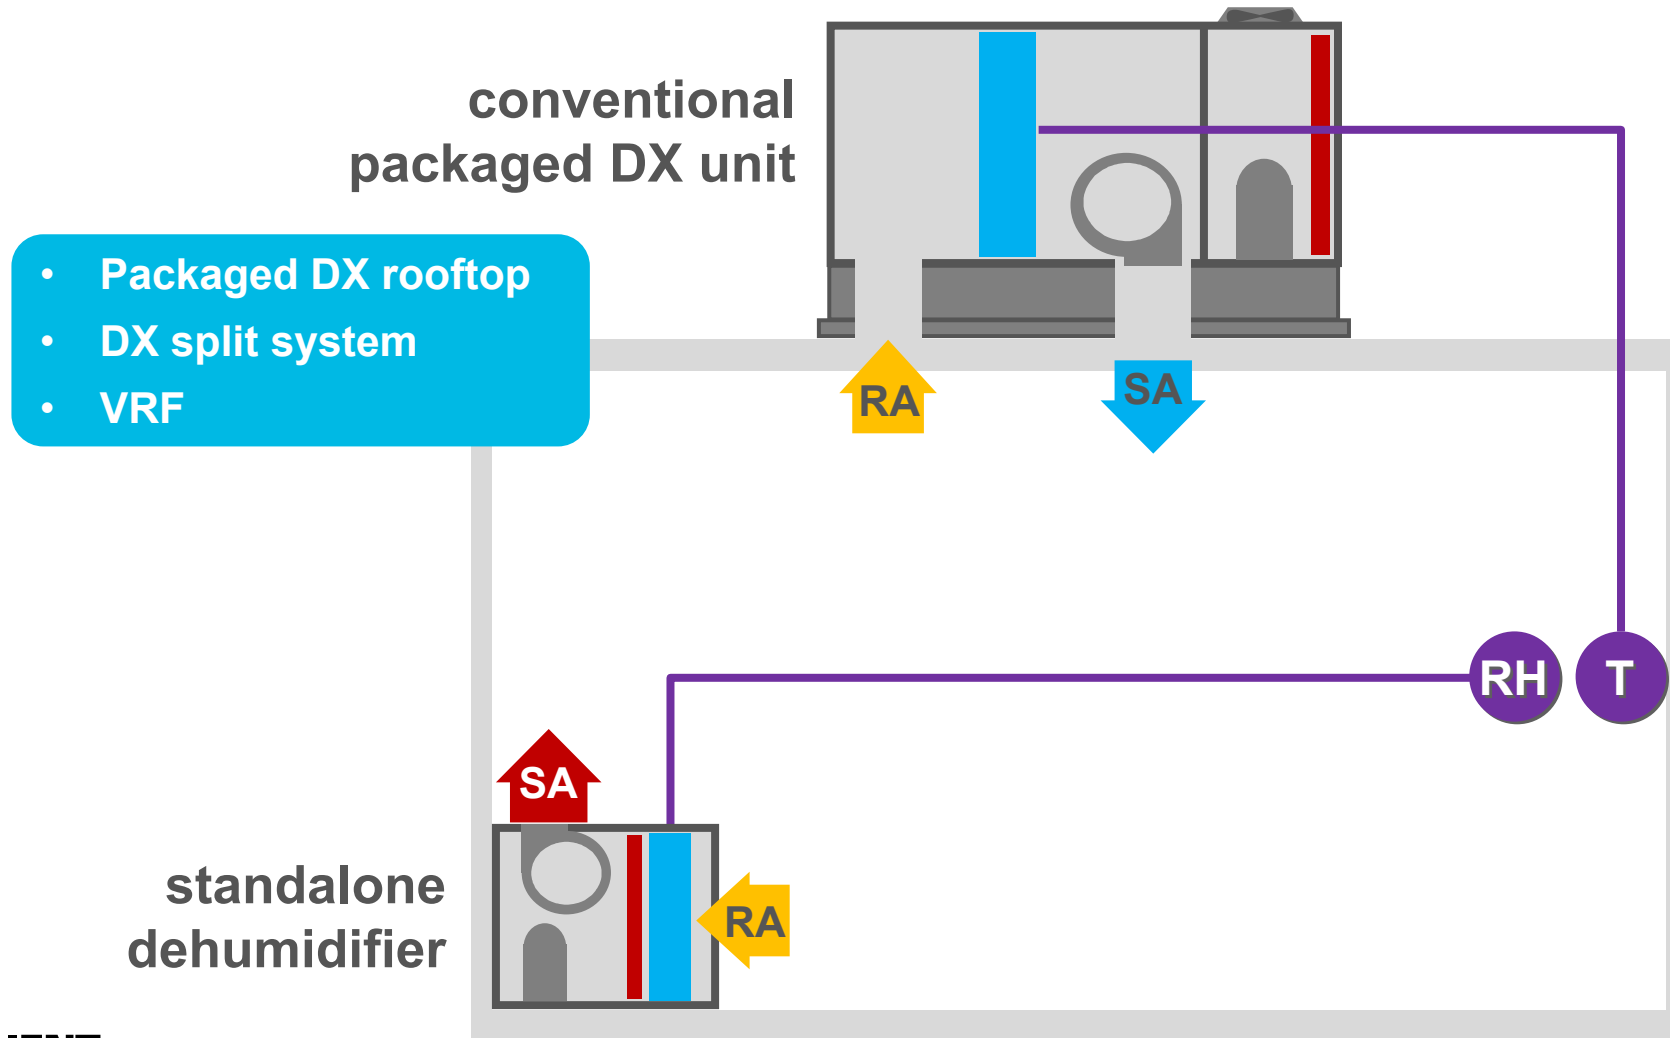 conventional
packaged DX unit
• Packaged DX rooftop
• DX split system
• VRF
RA
SA
RH
T
SA
standalone
dehumidifier
RA